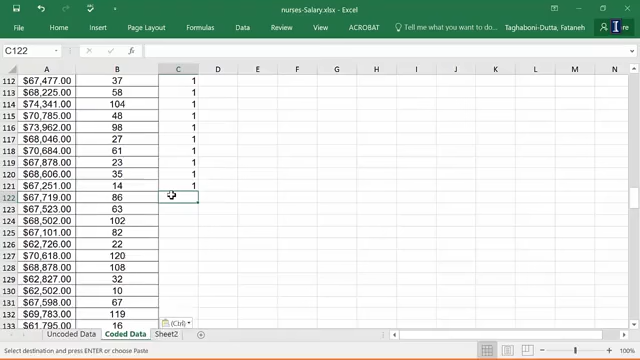 nurses-Salary.xlsx - Excel
Taghaboni-Dutta, Fataneh
File Home Insert Page Layout Formulas Data Review View ACROBAT Tell me what you want to do...
C122 fx
A B C D E F G H I J K L M N
112 $67,477.00 37 1
113 $68,225.00 58 1
114 $74,341.00 104 1
115 $70,785.00 48 1
116 $73,962.00 98 1
117 $68,046.00 27 1
118 $70,684.00 61 1
119 $67,878.00 23 1
120 $68,606.00 35 1
121 $67,251.00 14 1
122 $67,719.00 86
123 $67,523.00 63
124 $68,502.00 102
125 $67,101.00 82
126 $62,726.00 22
127 $70,618.00 120
128 $68,878.00 108
129 $62,827.00 32
130 $62,502.00 10
131 $67,598.00 67
132 $69,783.00 119
133 $61,795.00 16
(Ctrl)
Uncoded Data Coded Data Sheet2
Select destination and press ENTER or choose Paste
100%